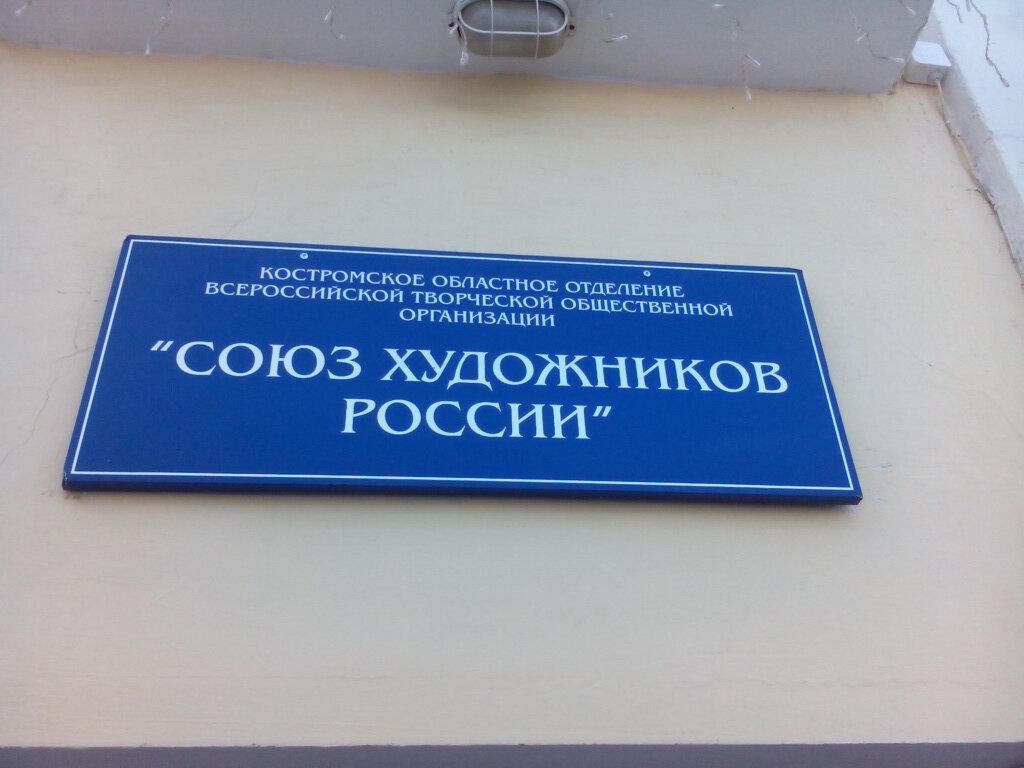 КОСТРОМСКОЕ ОБЛАСТНОЕ ОТДЕЛЕНИЕ
ВСЕРОССИЙСКОЙ ТВОРЧЕСКОЙ ОБЩЕСТВЕННОЙ
ОРГАНИЗАЦИИ
"СОЮЗ ХУДОЖНИКОВ
РОССИИ"